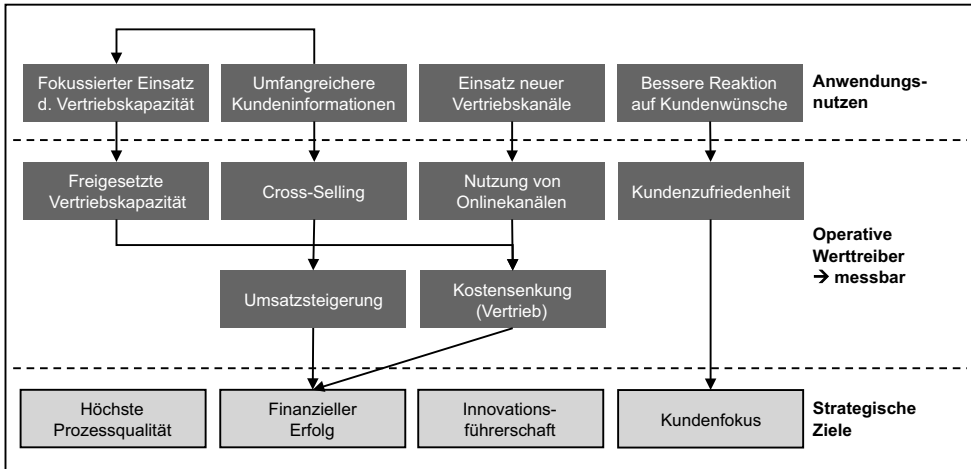 Fokussierter Einsatz
d. Vertriebskapazität
Umfangreichere
Kundeninformationen
Einsatz neuer
Vertriebskanäle
Bessere Reaktion
auf Kundenwünsche
Anwendungs-
nutzen
Freigesetzte
Vertriebskapazität
Cross-Selling
Nutzung von
Onlinekanälen
Kundenzufriedenheit
Operative
Werttreiber
→ messbar
Umsatzsteigerung
Kostensenkung
(Vertrieb)
Höchste
Prozessqualität
Finanzieller
Erfolg
Innovations-
führerschaft
Kundenfokus
Strategische
Ziele